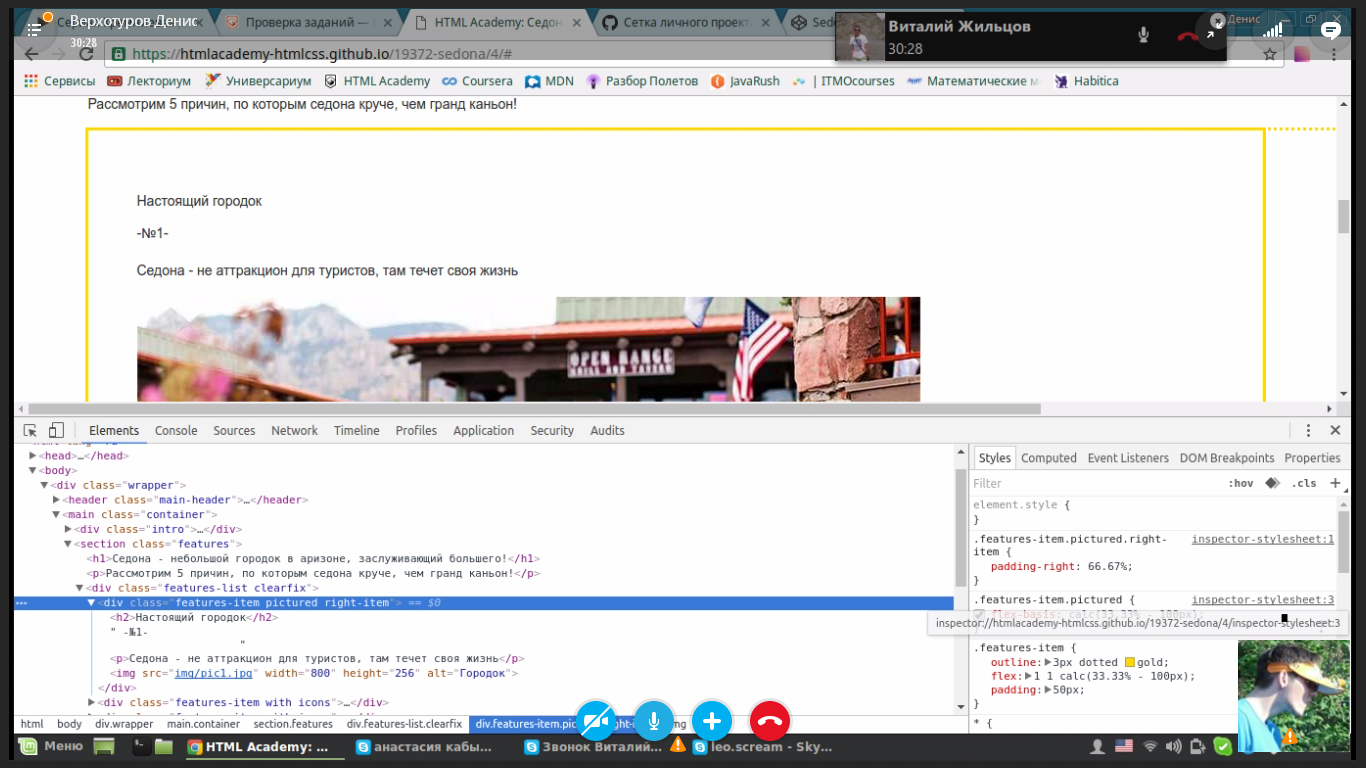 Верхотуров Денис
30:28
Проверка заданий —
HTML Academy: Седон
Сетка личного проект
Sed
Денис
Виталий Жильцов
30:28
https://htmlacademy-htmlcss.github.io/19372-sedona/4/#
Сервисы
Лекториум
Универсариум
HTML Academy
Coursera
MDN
Разбор Полетов
JavaRush
| ITMOcourses
Математические м
Habitica
Рассмотрим 5 причин, по которым седона круче, чем гранд каньон!
Настоящий городок
-№1-
Седона - не аттракцион для туристов, там течет своя жизнь
OPEN RANGE
GRILL AND TAVERN
Elements Console Sources Network Timeline Profiles Application Security Audits
<head>…</head>
<body>
<div class="wrapper">
<header class="main-header">…</header>
<main class="container">
<div class="intro">…</div>
<section class="features">
<h1>Седона - небольшой городок в аризоне, заслуживающий большего!</h1>
<p>Рассмотрим 5 причин, по которым седона круче, чем гранд каньон!</p>
<div class="features-list clearfix">
<div class="features-item pictured right-item"> == $0
<h2>Настоящий городок</h2>
" -№1-
"
<p>Седона - не аттракцион для туристов, там течет своя жизнь</p>
<img src="img/pic1.jpg" width="800" height="256" alt="Городок">
</div>
<div class="features-item with icons">…</div>
html body div.wrapper main.container section.features div.features-list.clearfix
Styles Computed Event Listeners DOM Breakpoints Properties
Filter :hov .cls +
element.style {
}
.features-item.pictured.right-item { inspector-stylesheet:1
padding-right: 66.67%;
}
.features-item.pictured { inspector-stylesheet:3
flex-basis: calc(33.33% - 100px);
inspector://htmlacademy-htmlcss.github.io/19372-sedona/4/inspector-stylesheet:3
.features-item {
outline: 3px dotted gold;
flex: 1 1 calc(33.33% - 100px);
padding: 50px;
}
* {
Меню
HTML Academy: ...
анастасия кабы...
Звонок Виталий...
leo.scream - Sky...